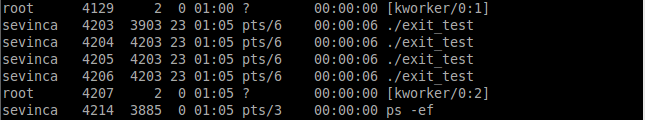 root      4129     2  0 01:00 ?        00:00:00 [kworker/0:1]
sevinca   4203  3903 23 01:05 pts/6    00:00:06 ./exit_test
sevinca   4204  4203 23 01:05 pts/6    00:00:06 ./exit_test
sevinca   4205  4203 23 01:05 pts/6    00:00:06 ./exit_test
sevinca   4206  4203 23 01:05 pts/6    00:00:06 ./exit_test
root      4207     2  0 01:05 ?        00:00:00 [kworker/0:2]
sevinca   4214  3885  0 01:05 pts/3    00:00:00 ps -ef